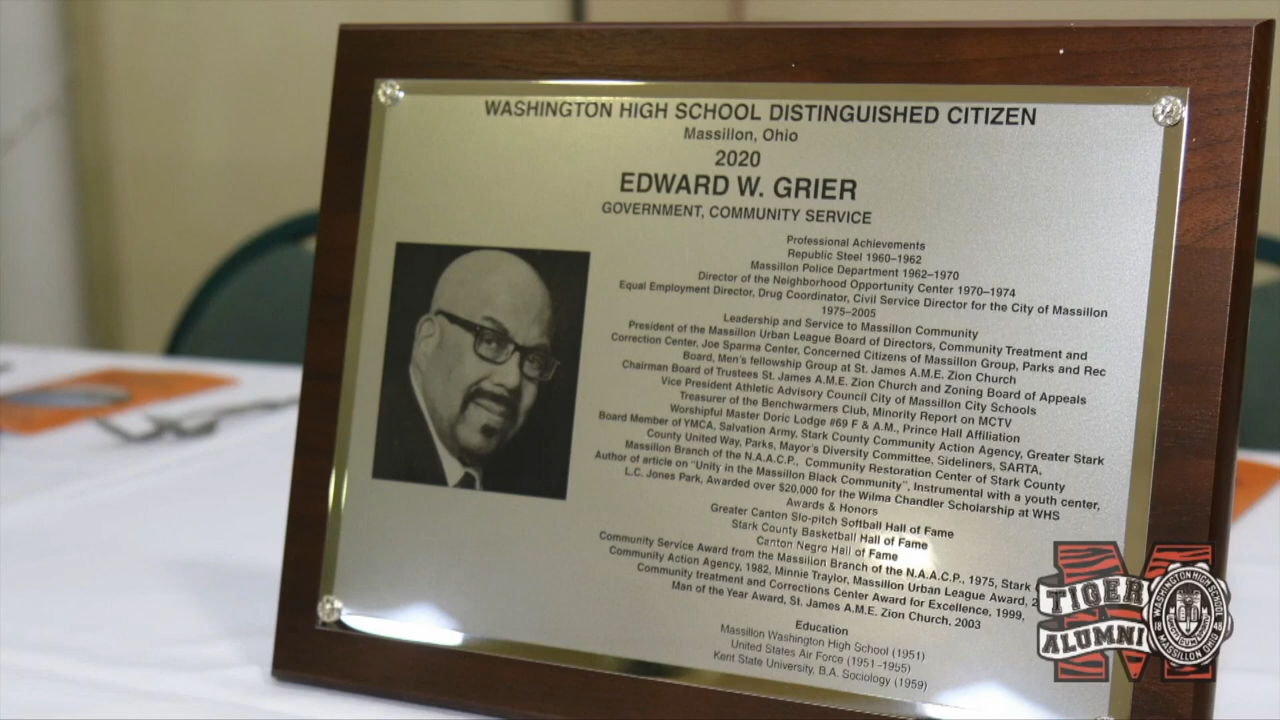 WASHINGTON HIGH SCHOOL DISTINGUISHED CITIZEN
Massillon, Ohio
2020
EDWARD W. GRIER
GOVERNMENT, COMMUNITY SERVICE
Professional Achievements
Republic Steel 1960–1962
Massillon Police Department 1962–1970
Director of the Neighborhood Opportunity Center 1970–1974
Equal Employment Director, Drug Coordinator, Civil Service Director for the City of Massillon
1975–2005
Leadership and Service to Massillon Community
President of the Massillon Urban League Board of Directors, Community Treatment and
Correction Center, Joe Sparma Center, Concerned Citizens of Massillon Group, Parks and Rec
Board, Men's fellowship Group at St. James A.M.E. Zion Church
Chairman Board of Trustees St. James A.M.E. Zion Church and Zoning Board of Appeals
Vice President Athletic Advisory Council City of Massillon City Schools
Treasurer of the Benchwarmers Club, Minority Report on MCTV
Worshipful Master Doric Lodge #69 F & A.M., Prince Hall Affiliation
Board Member of YMCA, Salvation Army, Stark County Community Action Agency, Greater Stark
County United Way, Parks, Mayor's Diversity Committee, Sideliners, SARTA,
Massillon Branch of the N.A.A.C.P., Community Restoration Center of Stark County
Author of article on "Unity in the Massillon Black Community", Instrumental with a youth center,
L.C. Jones Park, Awarded over $20,000 for the Wilma Chandler Scholarship at WHS
Awards & Honors
Greater Canton Slo-pitch Softball Hall of Fame
Stark County Basketball Hall of Fame
Canton Negro Hall of Fame
Community Service Award from the Massillon Branch of the N.A.A.C.P., 1975, Stark
Community Action Agency, 1982, Minnie Traylor, Massillon Urban League Award, 2
Community treatment and Corrections Center Award for Excellence, 1999,
Man of the Year Award, St. James A.M.E. Zion Church, 2003
Education
Massillon Washington High School (1951)
United States Air Force (1951–1955)
Kent State University, B.A. Sociology (1959)
TIGER
ALUMNI
WASHINGTON HIGH SCHOOL
MASSILLON OHIO